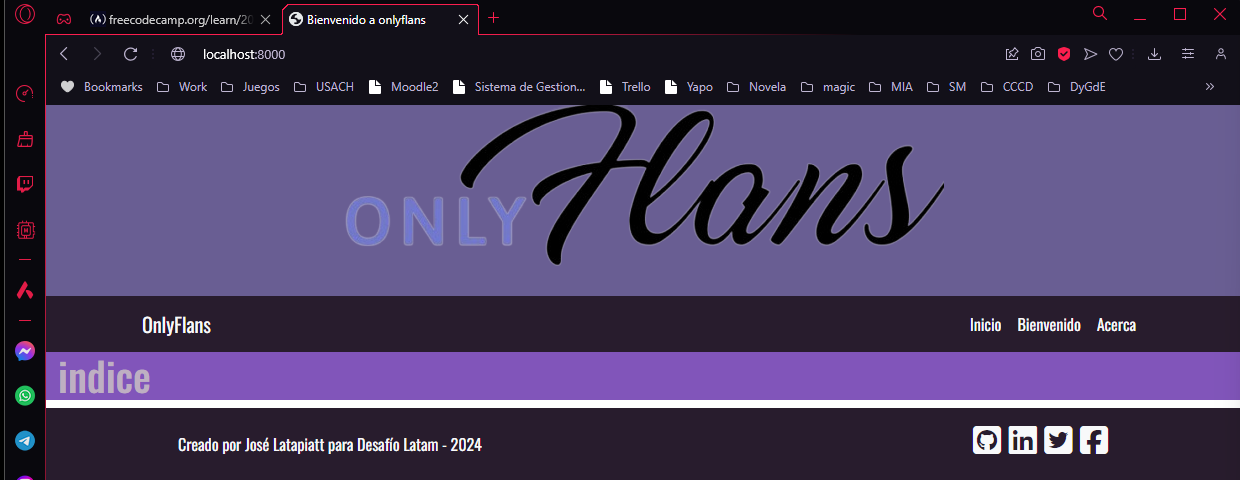 freecodecamp.org/learn/20
Bienvenido a onlyflans
localhost:8000
Bookmarks Work Juegos USACH Moodle2 Sistema de Gestion... Trello Yapo Novela magic MIA SM CCCD DyGdE
ONLY Flans
OnlyFlans Inicio Bienvenido Acerca
indice
Creado por José Latapiatt para Desafío Latam - 2024